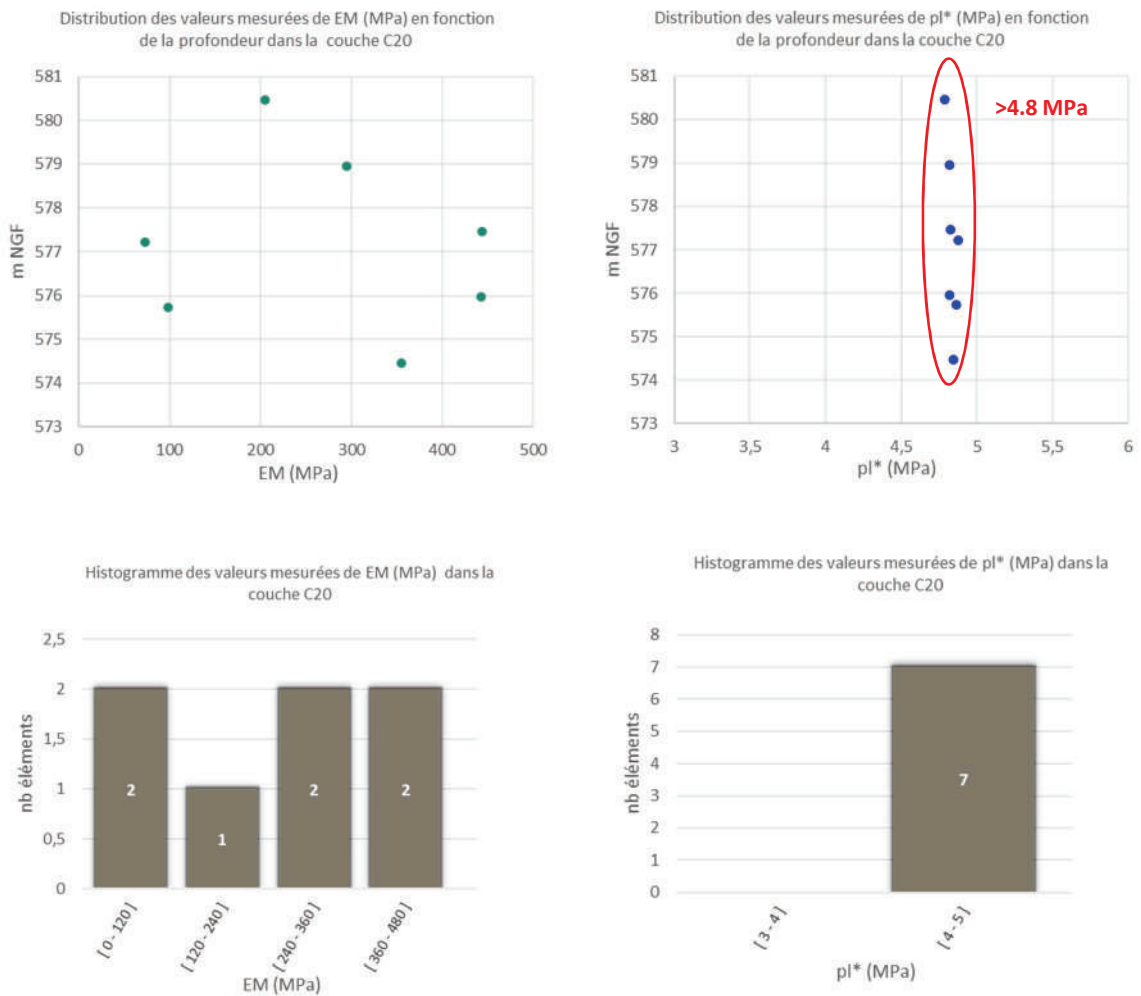 Distribution des valeurs mesurées de EM (MPa) en fonction
de la profondeur dans la couche C20
581
580
579
578
577
576
575
574
573
m NGF
0
100
200
300
400
500
EM (MPa)
Distribution des valeurs mesurées de pl* (MPa) en fonction
de la profondeur dans la couche C20
>4.8 MPa
581
580
579
578
577
576
575
574
573
m NGF
3
4
4,5
5
5,5
6
pl* (MPa)
Histogramme des valeurs mesurées de EM (MPa) dans la
couche C20
2,5
2
1,5
1
0,5
0
nb éléments
2
1
2
2
[ 0 - 120 ]
[ 120 - 240 ]
[ 240 - 360 ]
[ 360 - 480 ]
EM (MPa)
Histogramme des valeurs mesurées de pl* (MPa) dans la
couche C20
8
7
6
5
4
3
2
1
0
nb éléments
7
[ 3 - 4 ]
[ 4 - 5 ]
pl* (MPa)